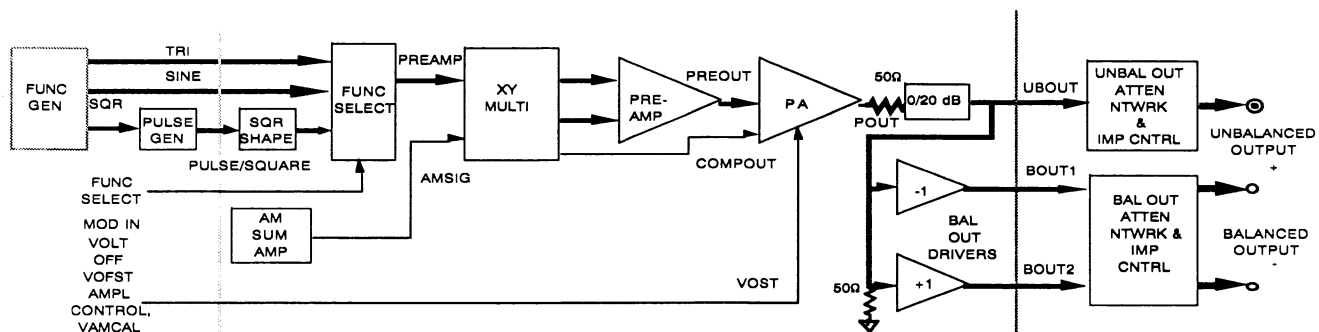 TRI
SINE
SQR
FUNC
GEN
PULSE
GEN
SQR
SHAPE
PULSE/SQUARE
FUNC
SELECT
PREAMP
XY
MULTI
PRE-
AMP
PREOUT
PA
50Ω
0/20 dB
POUT
UBOUT
UNBAL OUT
ATTEN
NTWRK
&
IMP CNTRL
UNBALANCED
OUTPUT
+
FUNC
SELECT
AMSIG
COMPOUT
MOD IN
VOLT
OFF
VOFST
AMPL
CONTROL,
VAMCAL
AM
SUM
AMP
VOST
-1
BAL
OUT
DRIVERS
+1
50Ω
BOUT1
BOUT2
BAL OUT
ATTEN
NTWRK &
IMP
CNTRL
BALANCED
OUTPUT
-